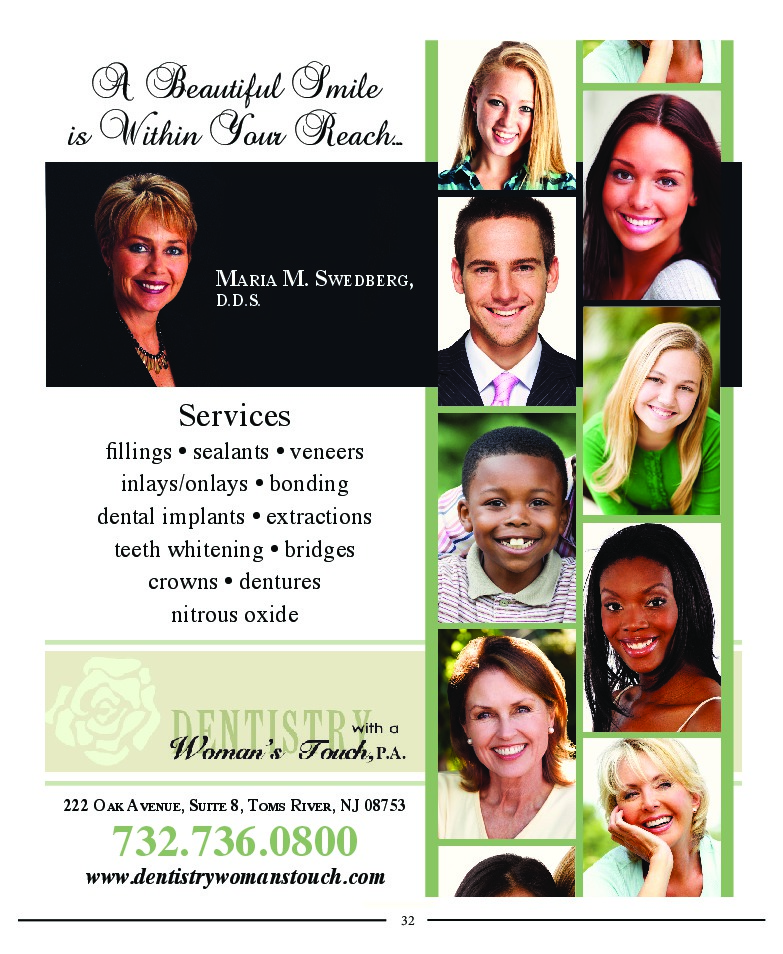 A Beautiful Smile
is Within Your Reach...
MARIA M. SWEDBERG,
D.D.S.
Services
fillings • sealants • veneers
inlays/onlays • bonding
dental implants • extractions
teeth whitening • bridges
crowns • dentures
nitrous oxide
DENTISTRY with a
Woman's Touch, P.A.
222 OAK AVENUE, SUITE 8, TOMS RIVER, NJ 08753
732.736.0800
www.dentistrywomanstouch.com
32